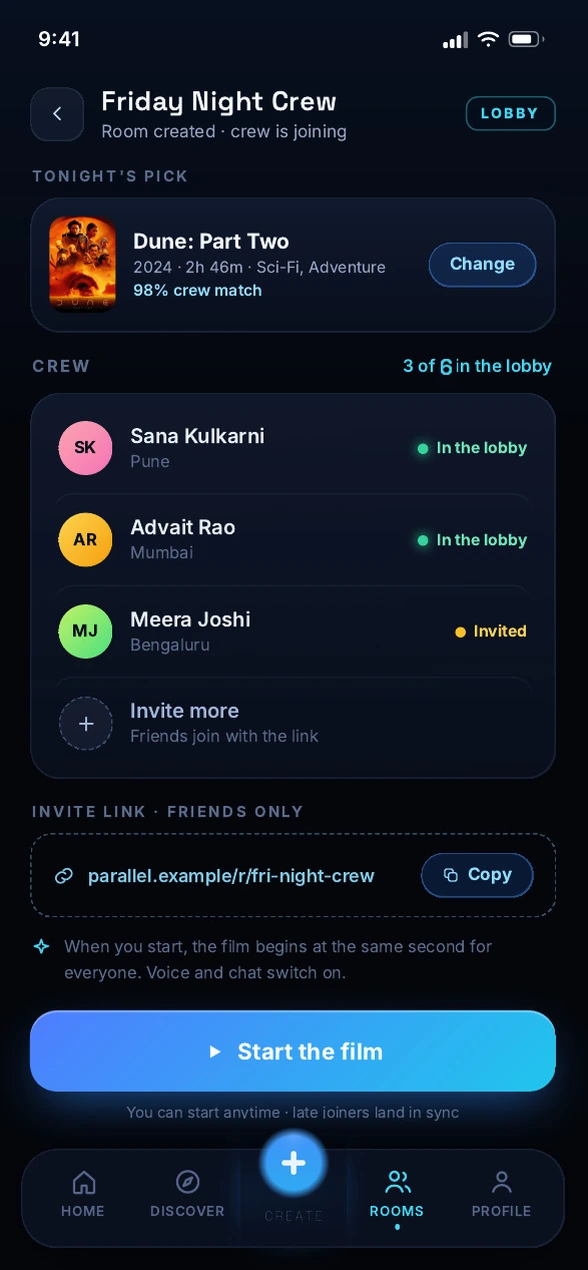 9:41
Friday Night Crew
Room created · crew is joining
LOBBY
TONIGHT'S PICK
DUNE
Dune: Part Two
2024 · 2h 46m · Sci-Fi, Adventure
98% crew match
Change
CREW
3 of 6 in the lobby
SK
Sana Kulkarni
Pune
In the lobby
AR
Advait Rao
Mumbai
In the lobby
MJ
Meera Joshi
Bengaluru
Invited
Invite more
Friends join with the link
INVITE LINK · FRIENDS ONLY
parallel.example/r/fri-night-crew
Copy
When you start, the film begins at the same second for
everyone. Voice and chat switch on.
Start the film
You can start anytime · late joiners land in sync
HOME
DISCOVER
CREATE
ROOMS
PROFILE